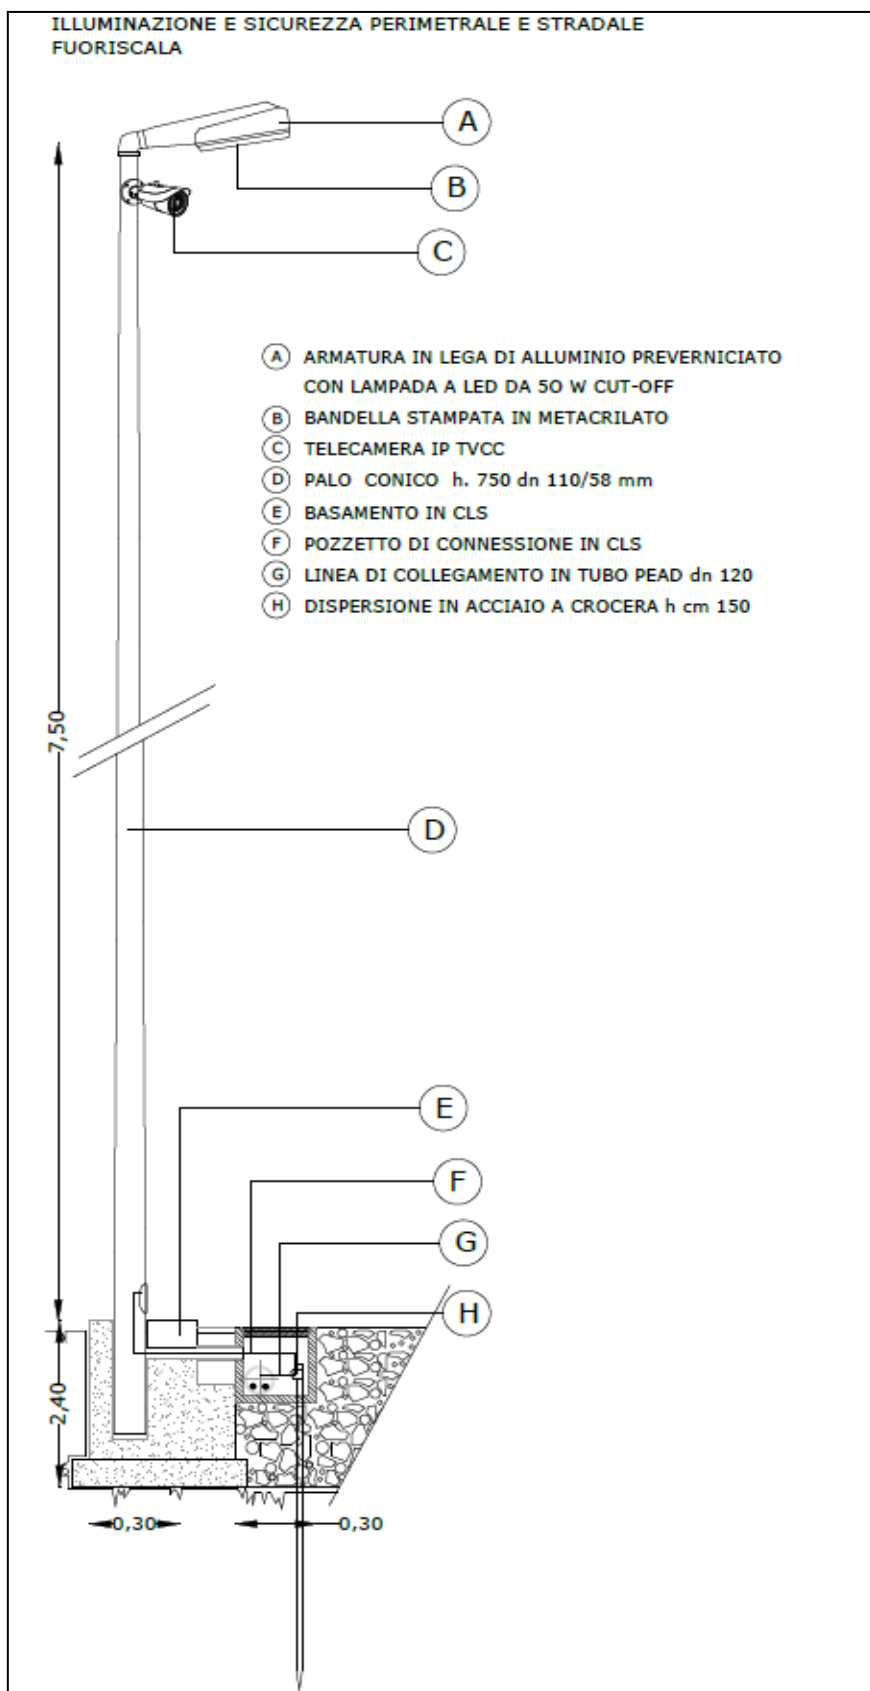 ILLUMINAZIONE E SICUREZZA PERIMETRALE E STRADALE
FUORISCALA
A
B
C
A ARMATURA IN LEGA DI ALLUMINIO PREVERNICIATO
CON LAMPADA A LED DA 50 W CUT-OFF
B BANDELLA STAMPATA IN METACRILATO
C TELECAMERA IP TVCC
D PALO CONICO h. 750 dn 110/58 mm
E BASAMENTO IN CLS
F POZZETTO DI CONNESSIONE IN CLS
G LINEA DI COLLEGAMENTO IN TUBO PEAD dn 120
H DISPERSIONE IN ACCIAIO A CROCERA h cm 150
7,50
D
E
F
G
H
2,40
0,30
0,30